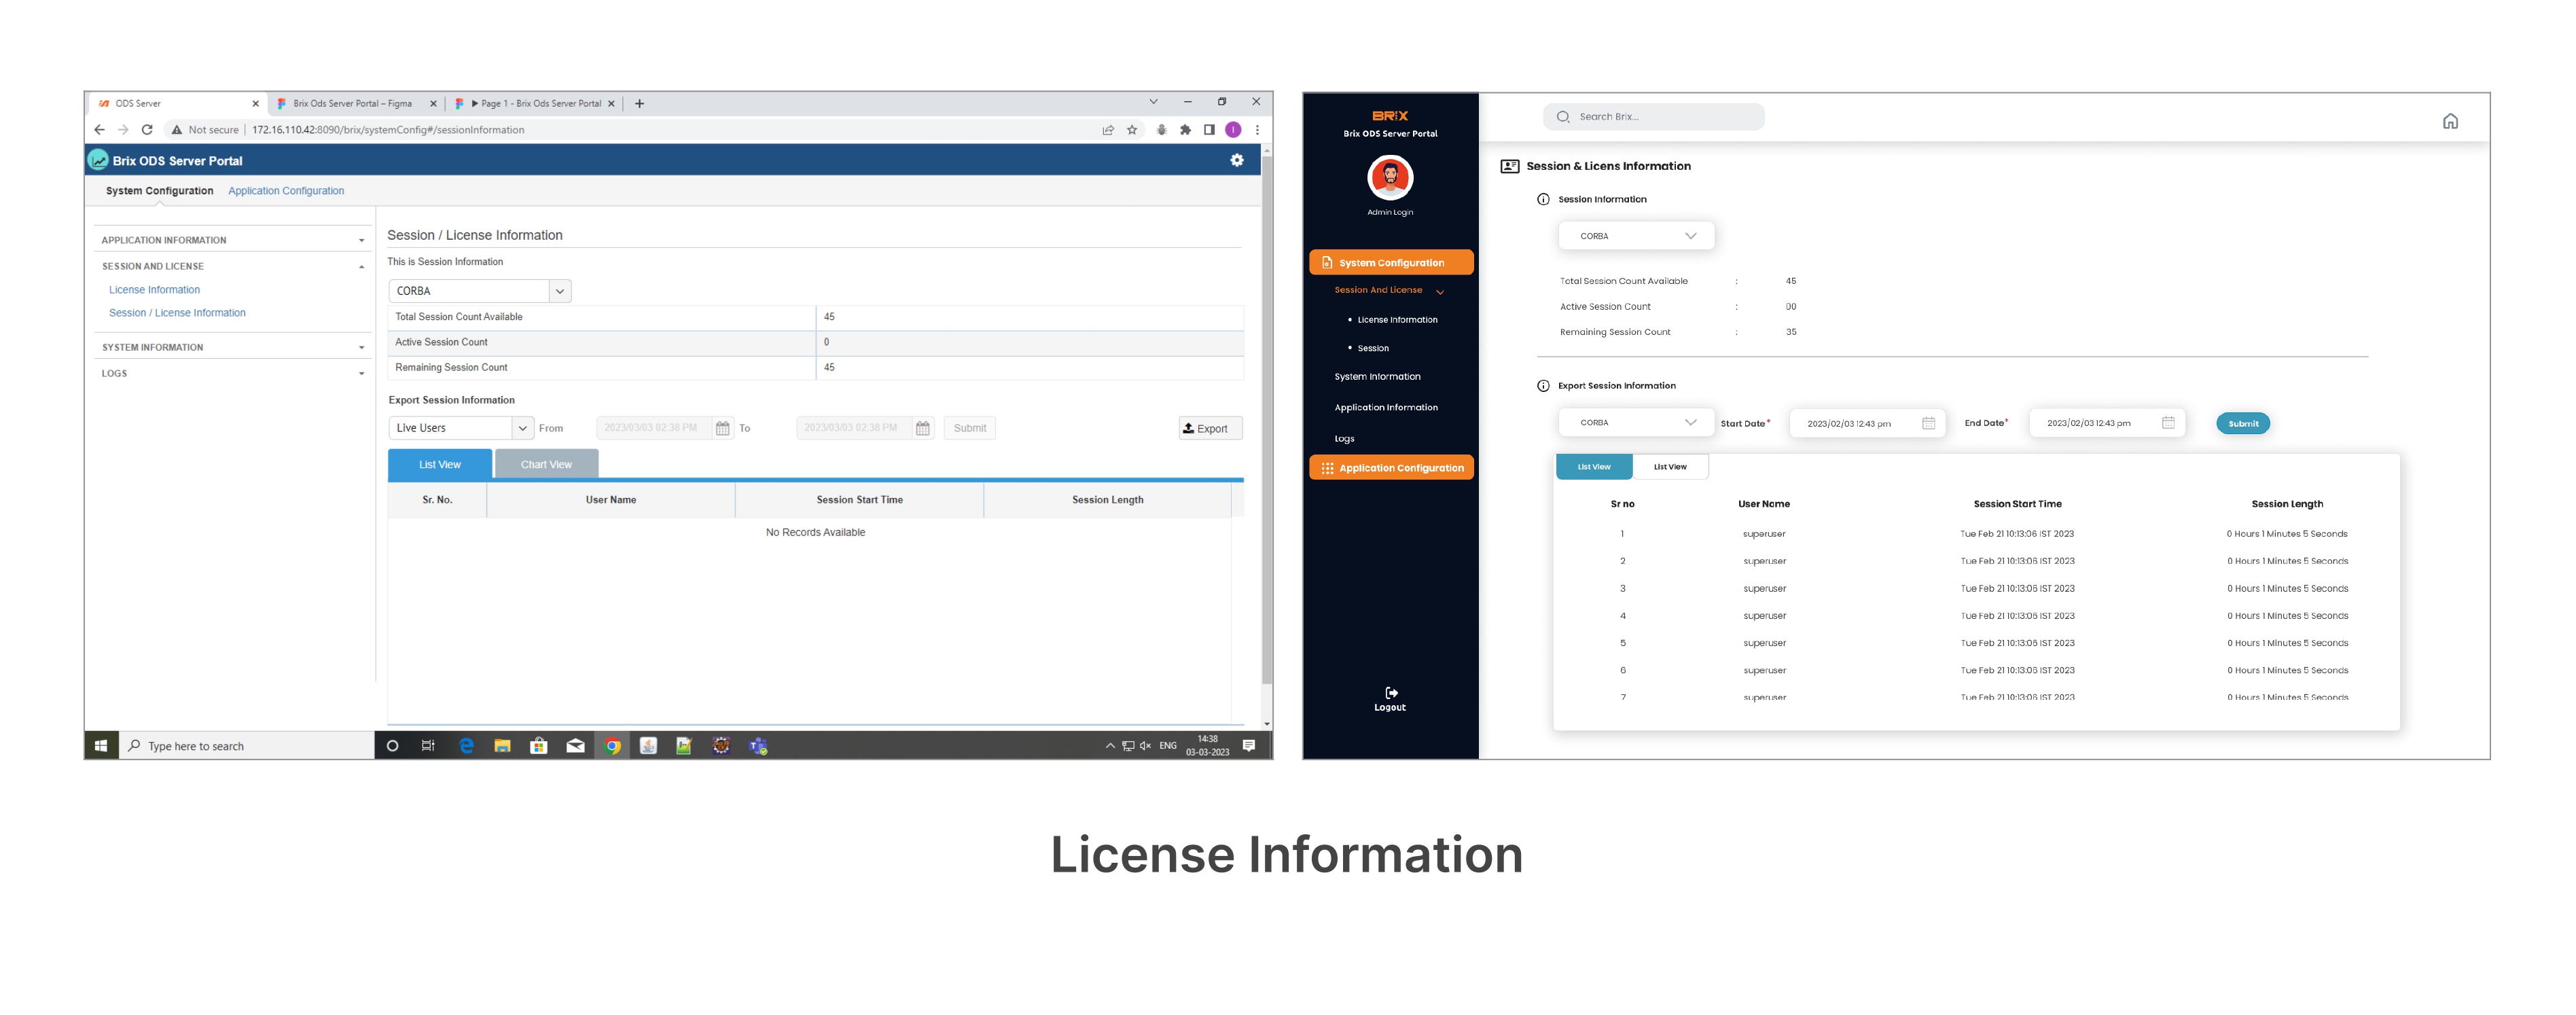 ODS Server
Brix Ods Server Portal – Figma
Page 1 - Brix Ods Server Portal
Not secure
172.16.110.42:8090/brix/systemConfig#/sessionInformation
I
Brix ODS Server Portal
System Configuration
Application Configuration
APPLICATION INFORMATION
SESSION AND LICENSE
License Information
Session / License Information
SYSTEM INFORMATION
LOGS
Session / License Information
This is Session Information
CORBA
Total Session Count Available 45
Active Session Count 0
Remaining Session Count 45
Export Session Information
Live Users From 2023/03/03 02:38 PM To 2023/03/03 02:38 PM Submit Export
List View Chart View
Sr. No. User Name Session Start Time Session Length
No Records Available
Type here to search
ENG
14:38
03-03-2023
BRIX
Brix ODS Server Portal
Admin Login
System Configuration
Session And License
• License Information
• Session
System Information
Application Information
Logs
Application Configuration
Logout
Search Brix...
Session & Licens Information
Session Information
CORBA
Total Session Count Available : 45
Active Session Count : 00
Remaining Session Count : 35
Export Session Information
CORBA Start Date* 2023/02/03 12:43 pm End Date* 2023/02/03 12:43 pm Submit
List View List View
Sr no User Name Session Start Time Session Length
1 superuser Tue Feb 21 10:13:06 IST 2023 0 Hours 1 Minutes 5 Seconds
2 superuser Tue Feb 21 10:13:06 IST 2023 0 Hours 1 Minutes 5 Seconds
3 superuser Tue Feb 21 10:13:06 IST 2023 0 Hours 1 Minutes 5 Seconds
4 superuser Tue Feb 21 10:13:06 IST 2023 0 Hours 1 Minutes 5 Seconds
5 superuser Tue Feb 21 10:13:06 IST 2023 0 Hours 1 Minutes 5 Seconds
6 superuser Tue Feb 21 10:13:06 IST 2023 0 Hours 1 Minutes 5 Seconds
7 superuser Tue Feb 21 10:13:06 IST 2023 0 Hours 1 Minutes 5 Seconds
License Information